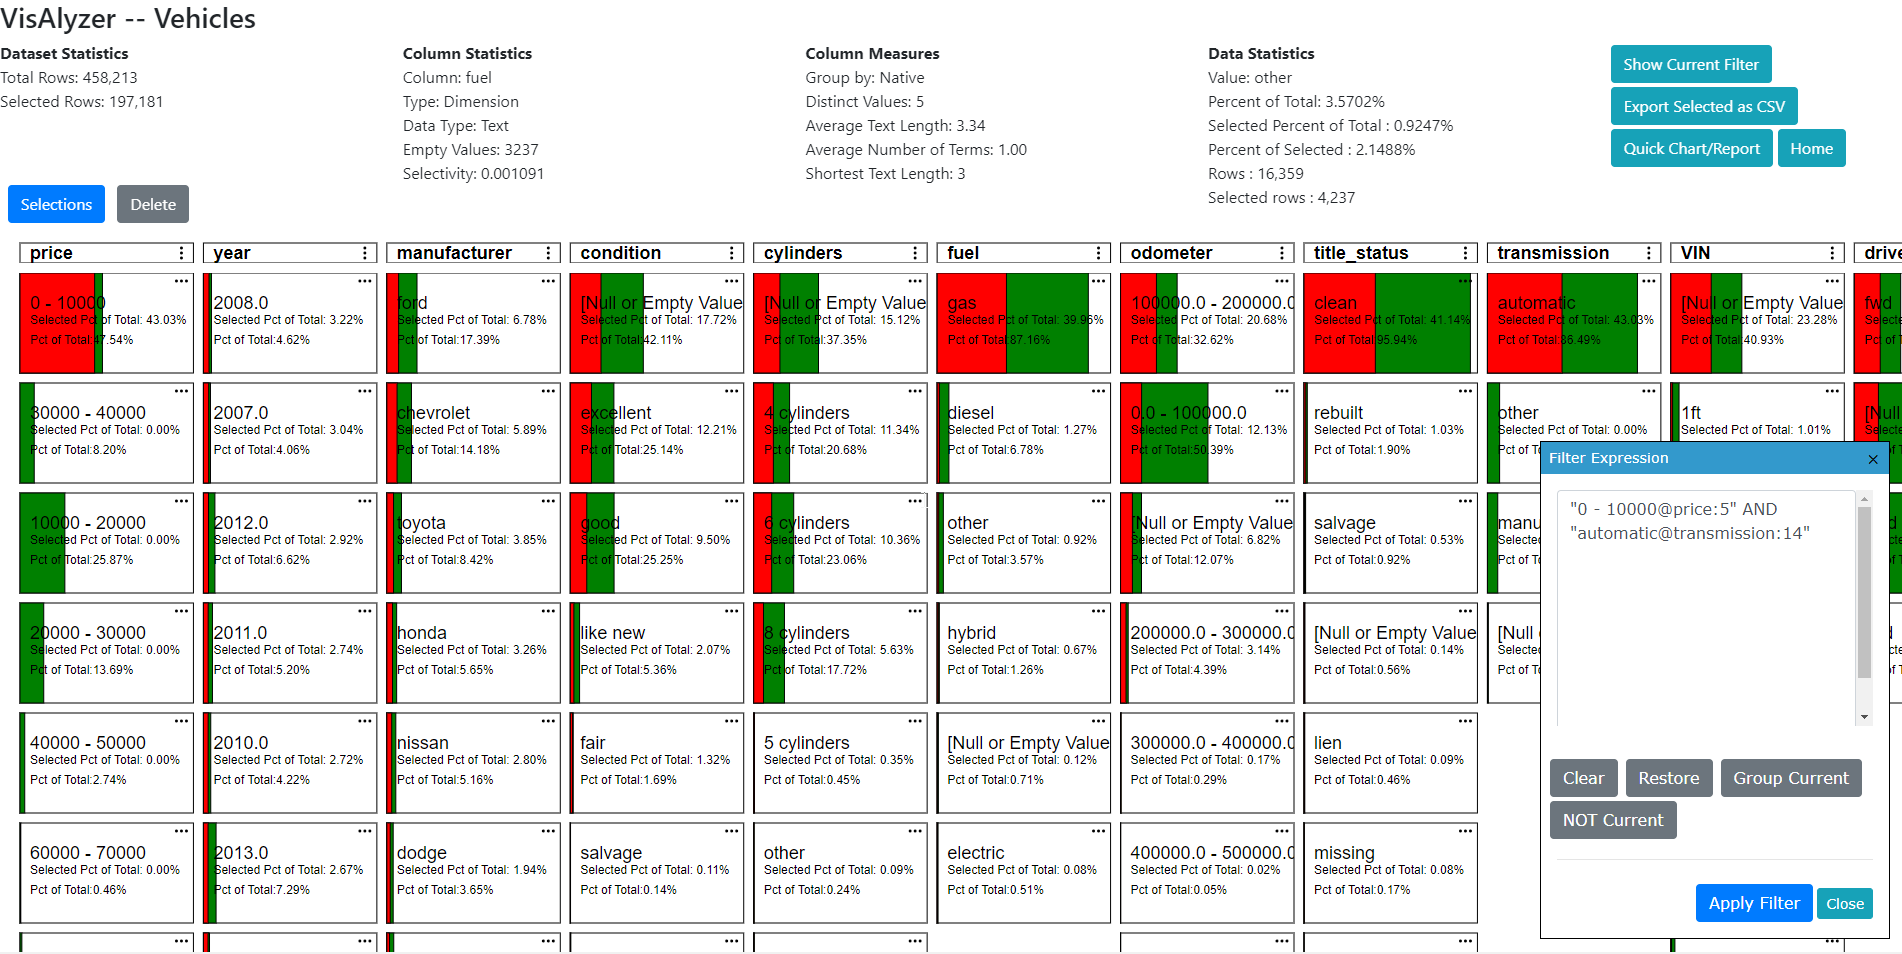 VisAlyzer -- Vehicles
Dataset Statistics
Total Rows: 458,213
Selected Rows: 197,181
Column Statistics
Column: fuel
Type: Dimension
Data Type: Text
Empty Values: 3237
Selectivity: 0.001091
Column Measures
Group by: Native
Distinct Values: 5
Average Text Length: 3.34
Average Number of Terms: 1.00
Shortest Text Length: 3
Data Statistics
Value: other
Percent of Total: 3.5702%
Selected Percent of Total : 0.9247%
Percent of Selected : 2.1488%
Rows : 16,359
Selected rows : 4,237
Show Current Filter
Export Selected as CSV
Quick Chart/Report Home
Selections Delete
price
0 - 10000
Selected Pct of Total: 43.03%
Pct of Total:47.54%
30000 - 40000
Selected Pct of Total: 0.00%
Pct of Total:8.20%
10000 - 20000
Selected Pct of Total: 0.00%
Pct of Total:25.87%
20000 - 30000
Selected Pct of Total: 0.00%
Pct of Total:13.69%
40000 - 50000
Selected Pct of Total: 0.00%
Pct of Total:2.74%
60000 - 70000
Selected Pct of Total: 0.00%
Pct of Total:0.46%
year
2008.0
Selected Pct of Total: 3.22%
Pct of Total:4.62%
2007.0
Selected Pct of Total: 3.04%
Pct of Total:4.06%
2012.0
Selected Pct of Total: 2.92%
Pct of Total:6.62%
2011.0
Selected Pct of Total: 2.74%
Pct of Total:5.20%
2010.0
Selected Pct of Total: 2.72%
Pct of Total:4.22%
2013.0
Selected Pct of Total: 2.67%
Pct of Total:7.29%
manufacturer
ford
Selected Pct of Total: 6.78%
Pct of Total:17.39%
chevrolet
Selected Pct of Total: 5.89%
Pct of Total:14.18%
toyota
Selected Pct of Total: 3.85%
Pct of Total:8.42%
honda
Selected Pct of Total: 3.26%
Pct of Total:5.65%
nissan
Selected Pct of Total: 2.80%
Pct of Total:5.16%
dodge
Selected Pct of Total: 1.94%
Pct of Total:3.65%
condition
[Null or Empty Value
Selected Pct of Total: 17.72%
Pct of Total:42.11%
excellent
Selected Pct of Total: 12.21%
Pct of Total:25.14%
good
Selected Pct of Total: 9.50%
Pct of Total:25.25%
like new
Selected Pct of Total: 2.07%
Pct of Total:5.36%
fair
Selected Pct of Total: 1.32%
Pct of Total:1.69%
salvage
Selected Pct of Total: 0.11%
Pct of Total:0.14%
cylinders
[Null or Empty Value
Selected Pct of Total: 15.12%
Pct of Total:37.35%
4 cylinders
Selected Pct of Total: 11.34%
Pct of Total:20.68%
6 cylinders
Selected Pct of Total: 10.36%
Pct of Total:23.06%
8 cylinders
Selected Pct of Total: 5.63%
Pct of Total:17.72%
5 cylinders
Selected Pct of Total: 0.35%
Pct of Total:0.45%
other
Selected Pct of Total: 0.09%
Pct of Total:0.24%
fuel
gas
Selected Pct of Total: 39.96%
Pct of Total:87.16%
diesel
Selected Pct of Total: 1.27%
Pct of Total:6.78%
other
Selected Pct of Total: 0.92%
Pct of Total:3.57%
hybrid
Selected Pct of Total: 0.67%
Pct of Total:1.26%
[Null or Empty Value
Selected Pct of Total: 0.12%
Pct of Total:0.71%
electric
Selected Pct of Total: 0.08%
Pct of Total:0.51%
odometer
100000.0 - 200000.0
Selected Pct of Total: 20.68%
Pct of Total:32.62%
0.0 - 100000.0
Selected Pct of Total: 12.13%
Pct of Total:50.39%
[Null or Empty Value
Selected Pct of Total: 6.82%
Pct of Total:12.07%
200000.0 - 300000.0
Selected Pct of Total: 3.14%
Pct of Total:4.39%
300000.0 - 400000.0
Selected Pct of Total: 0.17%
Pct of Total:0.29%
400000.0 - 500000.0
Selected Pct of Total: 0.02%
Pct of Total:0.05%
title_status
clean
Selected Pct of Total: 41.14%
Pct of Total:95.94%
rebuilt
Selected Pct of Total: 1.03%
Pct of Total:1.90%
salvage
Selected Pct of Total: 0.53%
Pct of Total:0.92%
[Null or Empty Value
Selected Pct of Total: 0.14%
Pct of Total:0.56%
lien
Selected Pct of Total: 0.09%
Pct of Total:0.46%
missing
Selected Pct of Total: 0.08%
Pct of Total:0.17%
transmission
automatic
Selected Pct of Total: 43.03%
Pct of Total:86.49%
other
Selected Pct of Total: 0.00%
Pct of To
manu
Selecte
Pct of To
[Null o
Selecte
Pct of To
VIN
[Null or Empty Value
Selected Pct of Total: 23.28%
Pct of Total:40.93%
1ft
Selected Pct of Total: 1.01%
drive
fwd
Selecte
Pct of T
[Null
Selecte
Filter Expression
"0 - 10000@price:5" AND
"automatic@transmission:14"
Clear Restore Group Current
NOT Current
Apply Filter Close